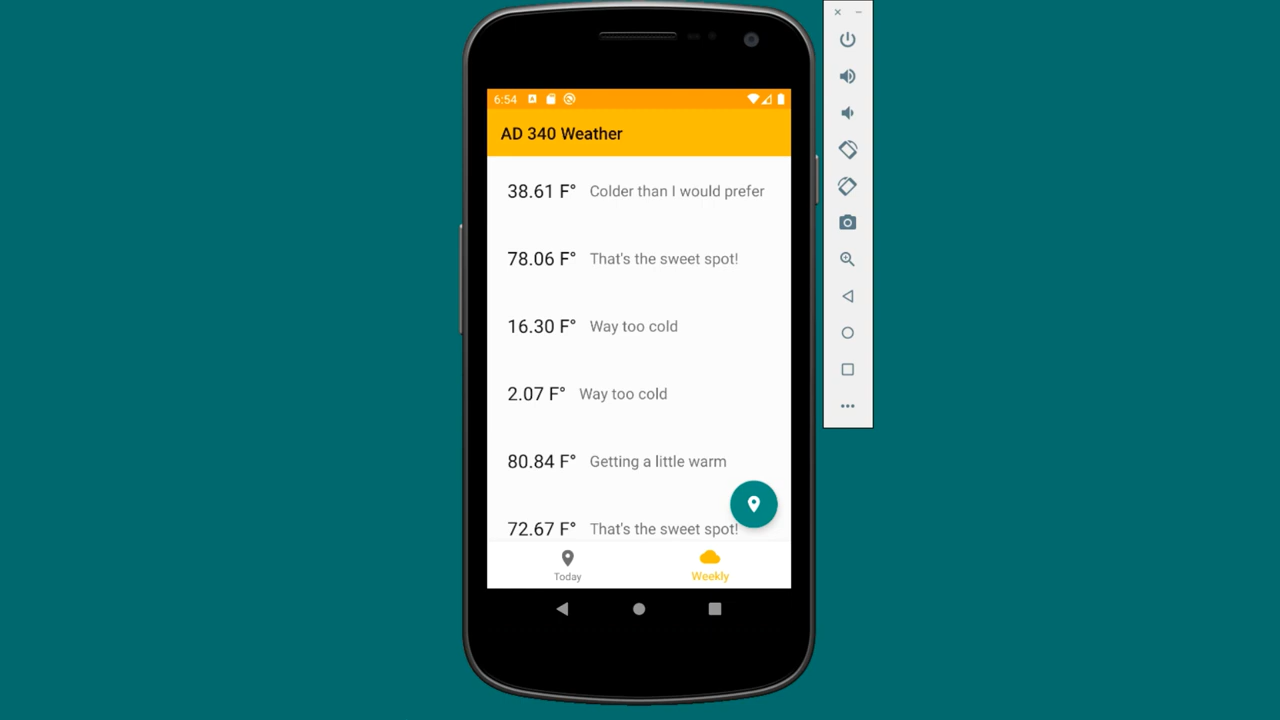 6:54
AD 340 Weather
38.61 F° Colder than I would prefer
78.06 F° That's the sweet spot!
16.30 F° Way too cold
2.07 F° Way too cold
80.84 F° Getting a little warm
72.67 F° That's the sweet spot!
Today Weekly